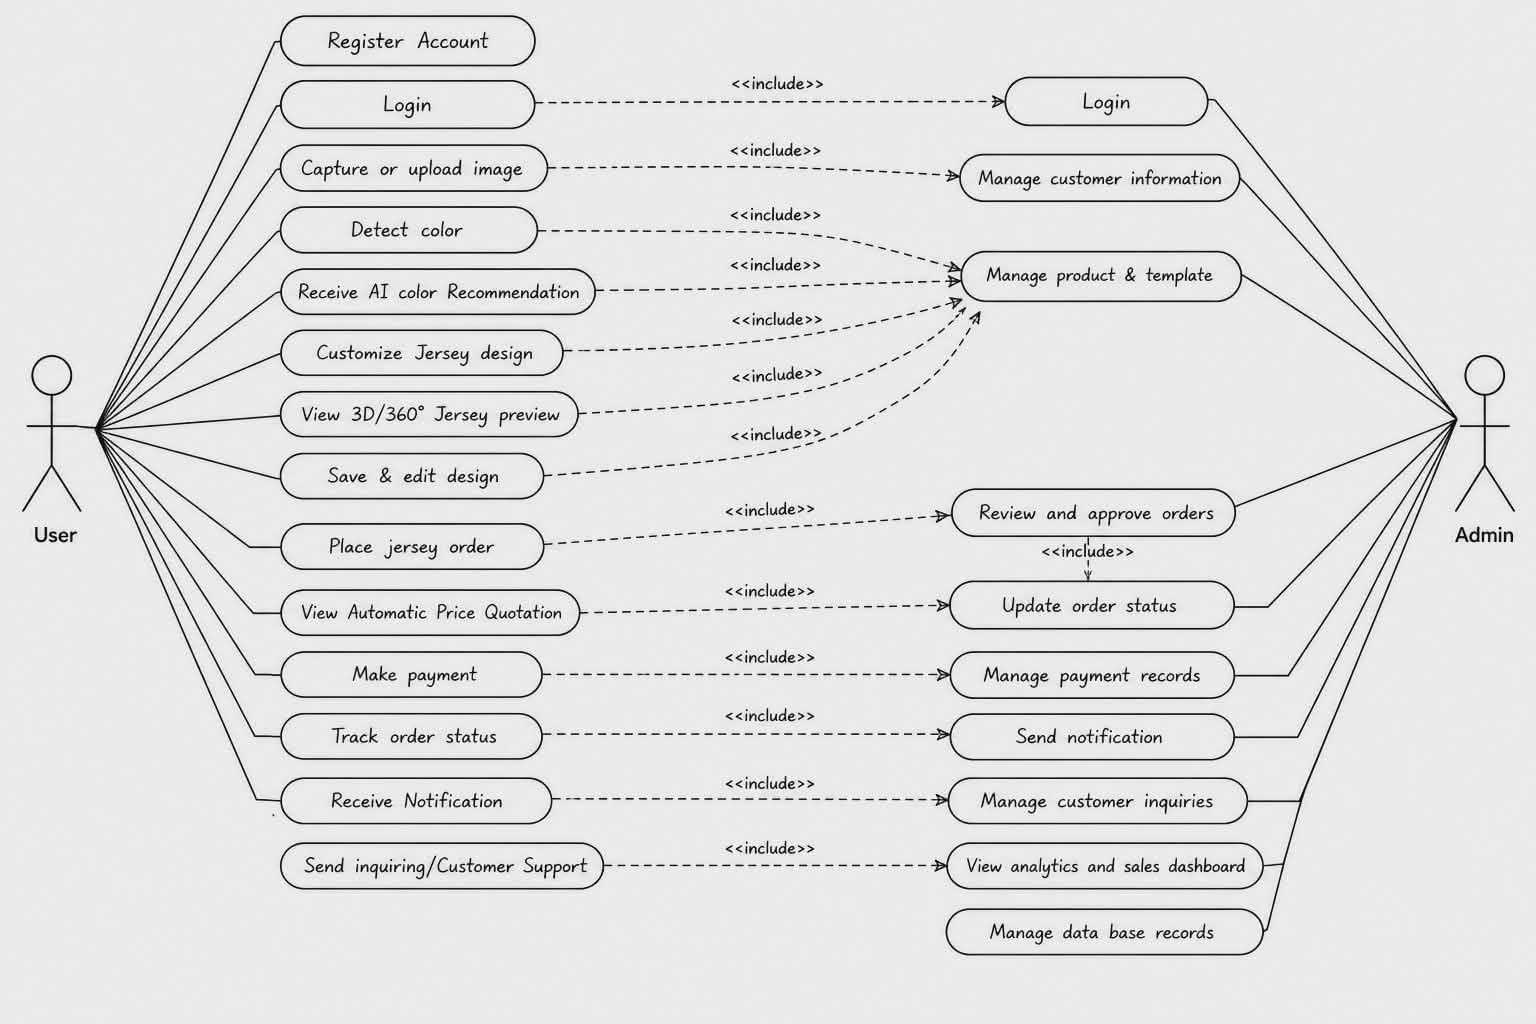 Register Account
Login
<<include>>
Login
Capture or upload image
<<include>>
Manage customer information
Detect color
<<include>>
Manage product & template
Receive AI color Recommendation
<<include>>
Customize Jersey design
<<include>>
View 3D/360° Jersey preview
<<include>>
Save & edit design
<<include>>
User
Admin
Place jersey order
<<include>>
Review and approve orders
<<include>>
View Automatic Price Quotation
<<include>>
Update order status
Make payment
<<include>>
Manage payment records
Track order status
<<include>>
Send notification
Receive Notification
<<include>>
Manage customer inquiries
Send inquiring/Customer Support
<<include>>
View analytics and sales dashboard
Manage data base records